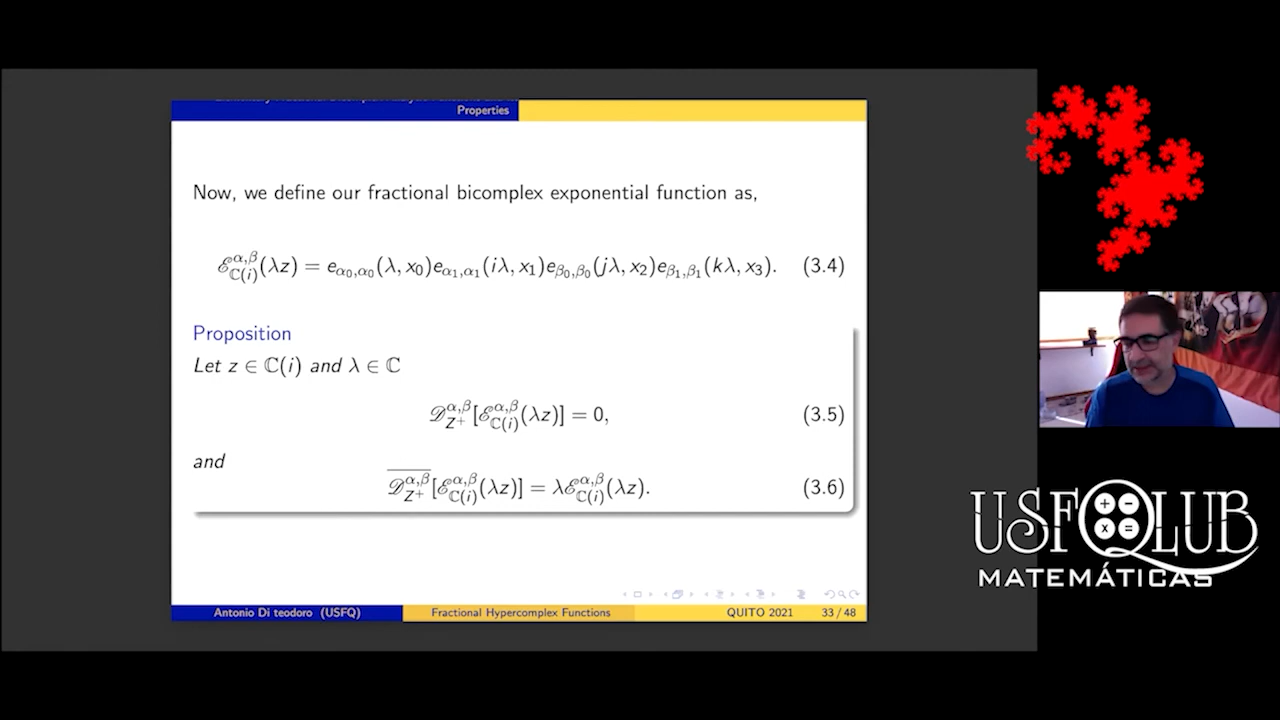 Properties
Now, we define our fractional bicomplex exponential function as,
ℰ^{α,β}_{ℂ(i)}(λz) = e_{α₀,α₀}(λ, x₀)e_{α₁,α₁}(iλ, x₁)e_{β₀,β₀}(jλ, x₂)e_{β₁,β₁}(kλ, x₃). (3.4)
Proposition
Let z ∈ ℂ(i) and λ ∈ ℂ
𝒟^{α,β}_{Z⁺}[ℰ^{α,β}_{ℂ(i)}(λz)] = 0, (3.5)
and
\overline{𝒟^{α,β}_{Z⁺}}[ℰ^{α,β}_{ℂ(i)}(λz)] = λℰ^{α,β}_{ℂ(i)}(λz). (3.6)
Antonio Di teodoro (USFQ) Fractional Hypercomplex Functions QUITO 2021 33 / 48
USFQLUB
MATEMÁTICAS